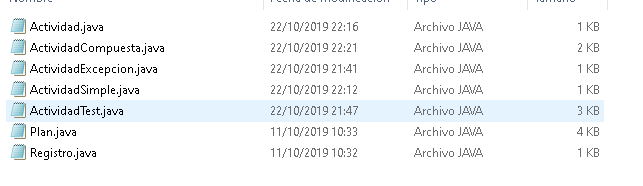 Nombre Fecha de modificación Tipo Tamaño
Actividad.java 22/10/2019 22:16 Archivo JAVA 1 KB
ActividadCompuesta.java 22/10/2019 22:21 Archivo JAVA 2 KB
ActividadExcepcion.java 22/10/2019 21:41 Archivo JAVA 1 KB
ActividadSimple.java 22/10/2019 22:12 Archivo JAVA 1 KB
ActividadTest.java 22/10/2019 21:47 Archivo JAVA 3 KB
Plan.java 11/10/2019 10:33 Archivo JAVA 4 KB
Registro.java 11/10/2019 10:32 Archivo JAVA 1 KB